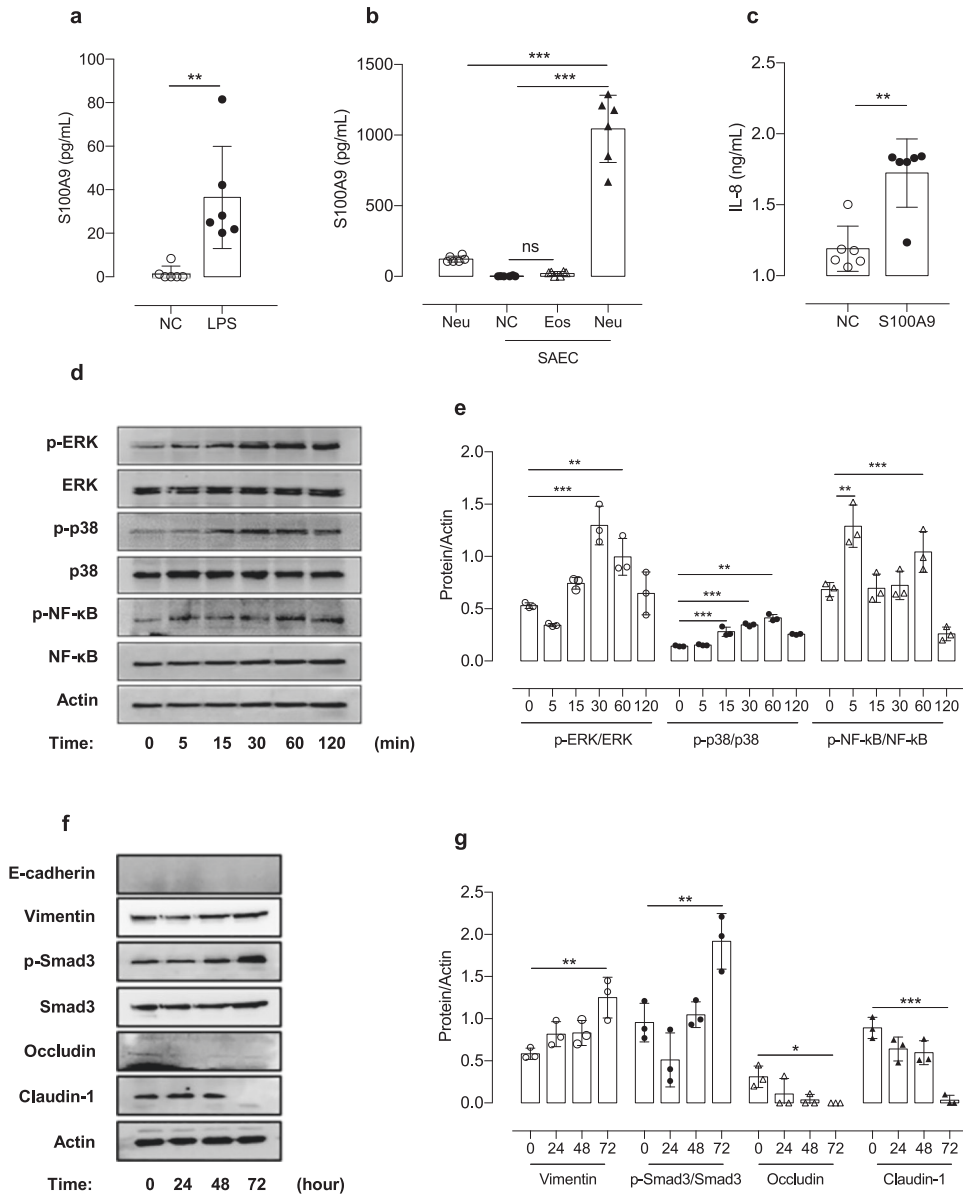 a
b
c
S100A9 (pg/mL)
100
80
60
40
20
0
**
NC LPS
S100A9 (pg/mL)
1500
1000
500
0
***
***
ns
Neu NC Eos Neu
SAEC
IL-8 (ng/mL)
2.5
2.0
1.5
1.0
**
NC S100A9
d
p-ERK
ERK
p-p38
p38
p-NF-κB
NF-κB
Actin
Time: 0 5 15 30 60 120 (min)
e
Protein/Actin
2.0
1.5
1.0
0.5
0.0
**
***
**
***
***
***
**
0 5 15 30 60 120 0 5 15 30 60 120 0 5 15 30 60 120
p-ERK/ERK p-p38/p38 p-NF-kB/NF-kB
f
E-cadherin
Vimentin
p-Smad3
Smad3
Occludin
Claudin-1
Actin
Time: 0 24 48 72 (hour)
g
Protein/Actin
2.5
2.0
1.5
1.0
0.5
0.0
**
**
*
***
0 24 48 72 0 24 48 72 0 24 48 72 0 24 48 72
Vimentin p-Smad3/Smad3 Occludin Claudin-1